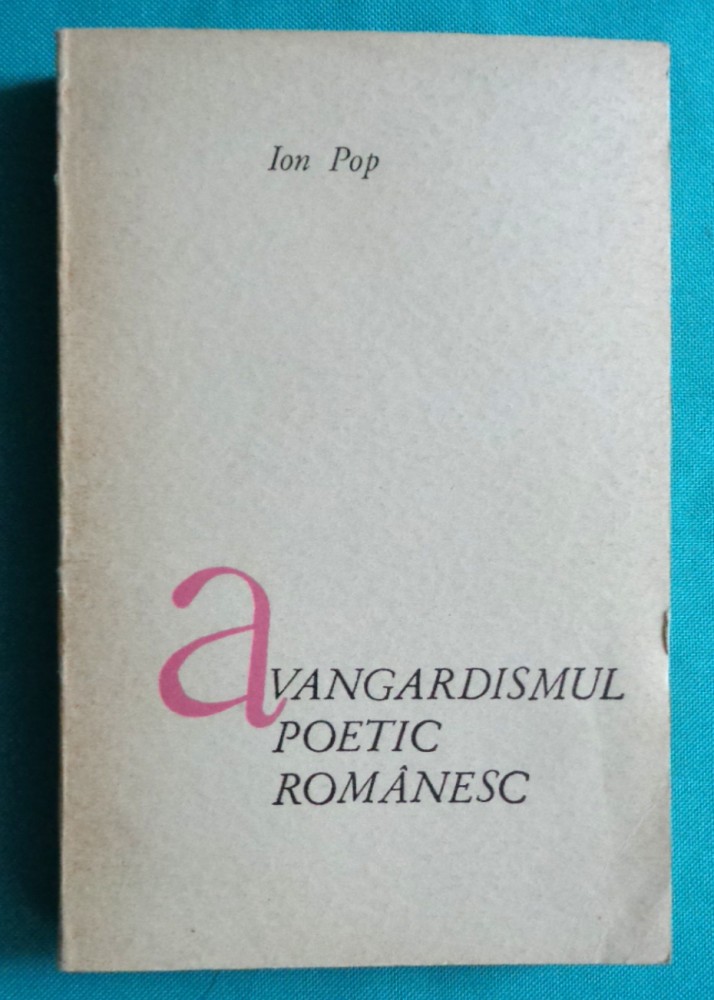 Ion Pop
aVANGARDISMUL
POETIC
ROMÂNESC